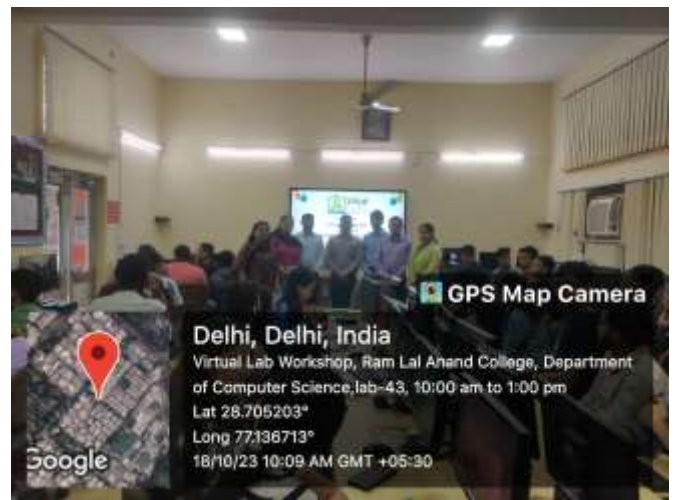 GPS Map Camera
Delhi, Delhi, India
Virtual Lab Workshop, Ram Lal Anand College, Department
of Computer Science,lab-43, 10:00 am to 1:00 pm
Lat 28.705203°
Long 77.136713°
18/10/23 10:09 AM GMT +05:30
Google